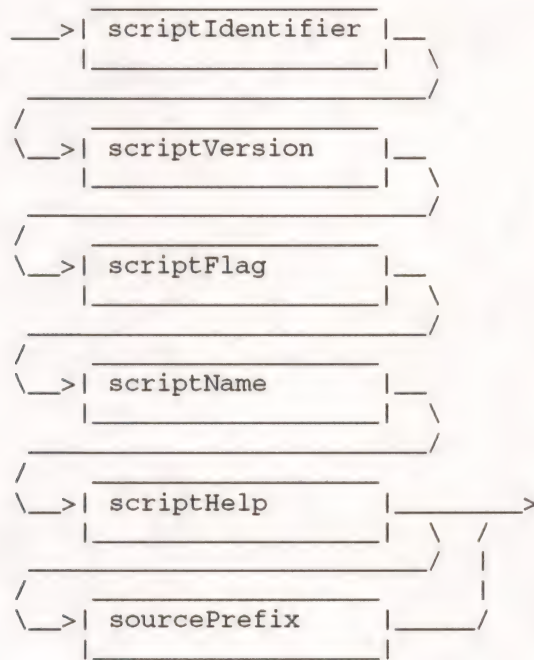 scriptIdentifier
scriptVersion
scriptFlag
scriptName
scriptHelp
sourcePrefix